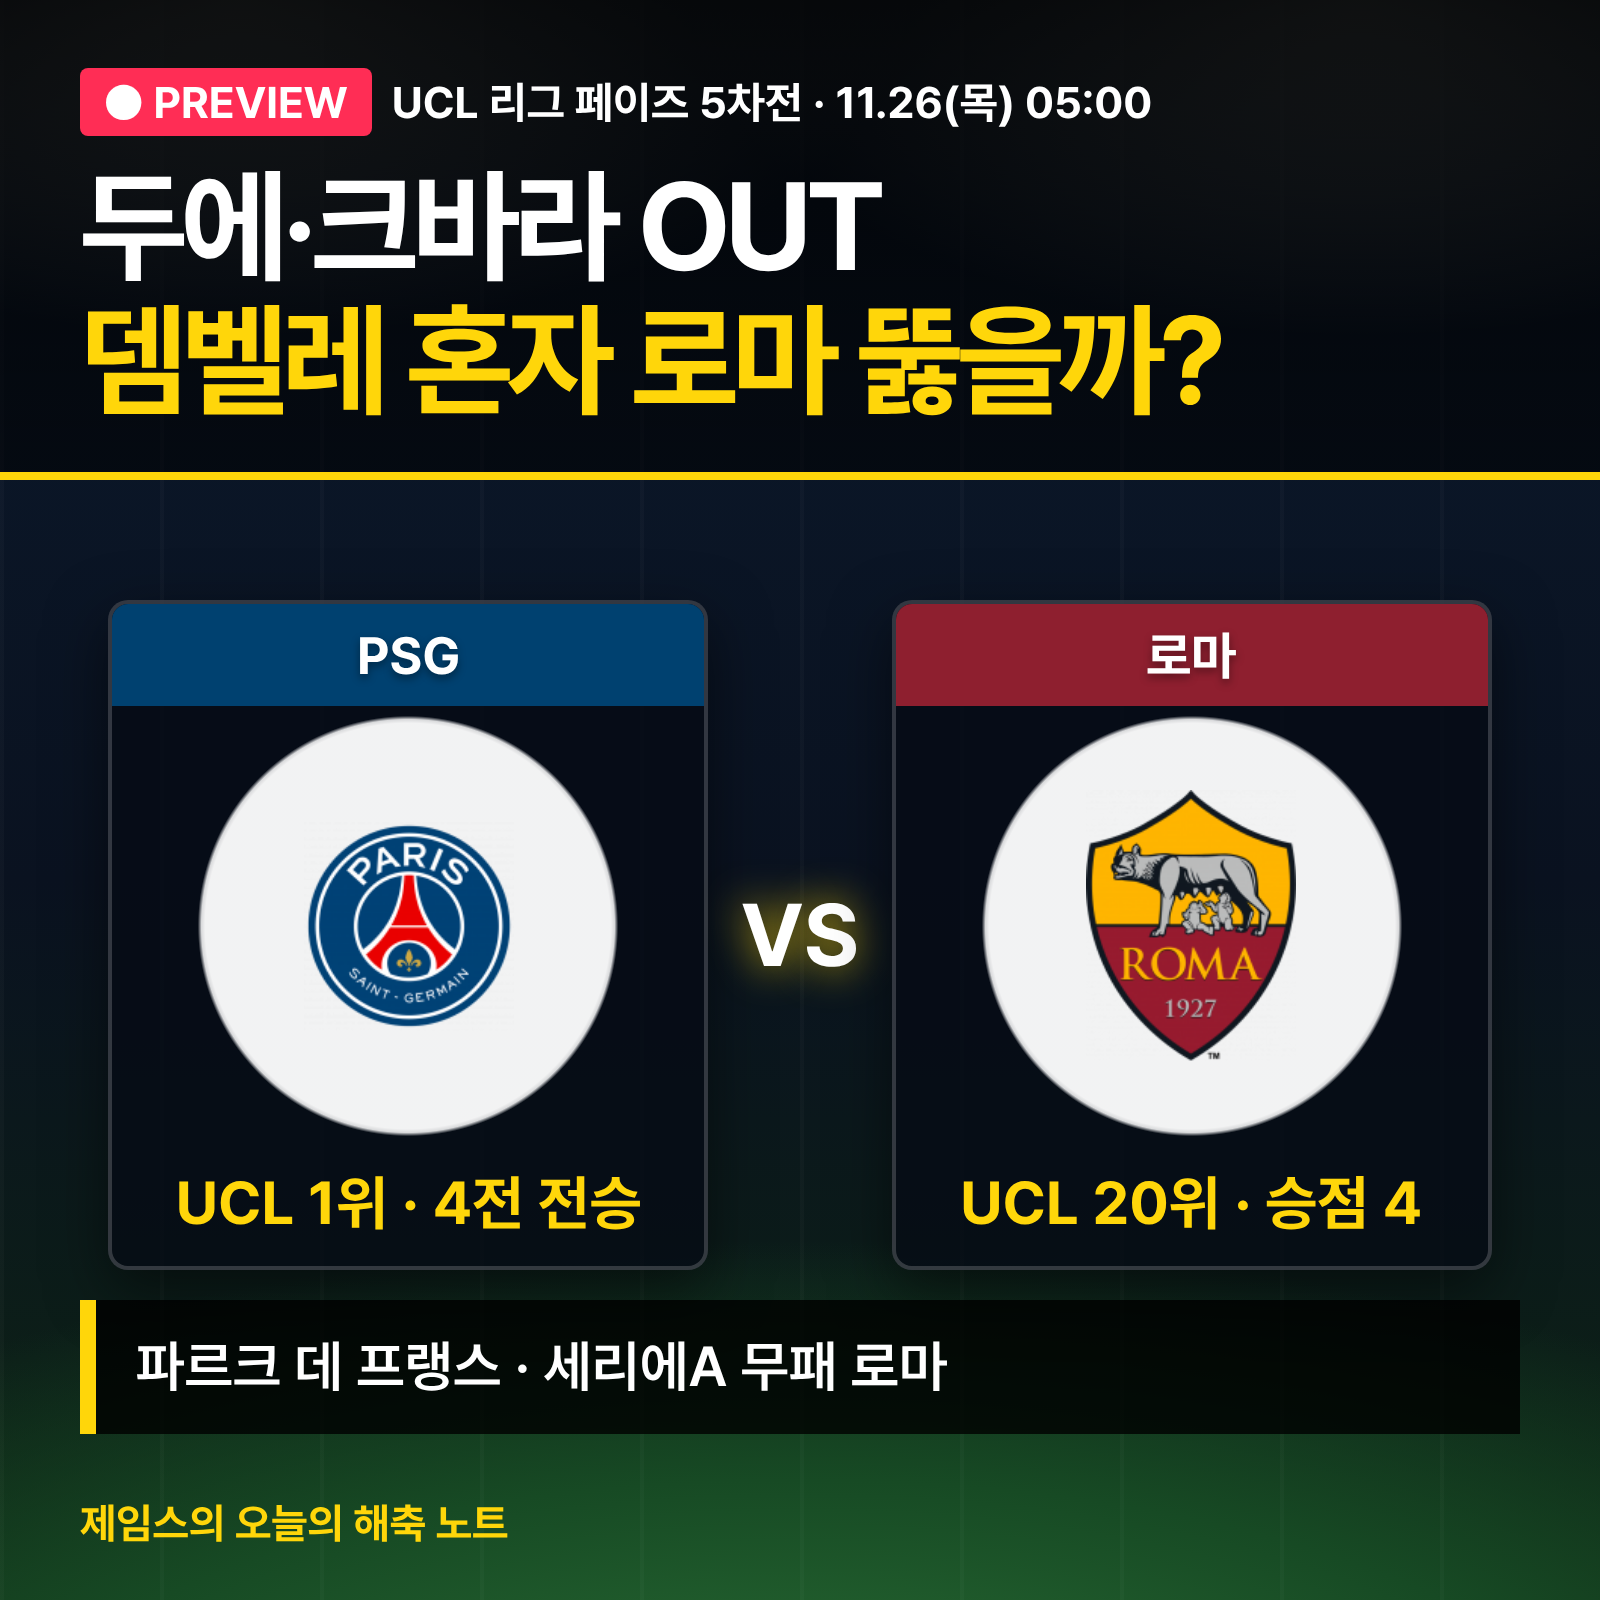 PREVIEW UCL 리그 페이즈 5차전 · 11.26(목) 05:00
두에·크바라 OUT
뎀벨레 혼자 로마 뚫을까?
PSG
로마
PARIS
SAINT - GERMAIN
VS
ROMA
1927
TM
UCL 1위 · 4전 전승
UCL 20위 · 승점 4
파르크 데 프랭스 · 세리에A 무패 로마
제임스의 오늘의 해축 노트